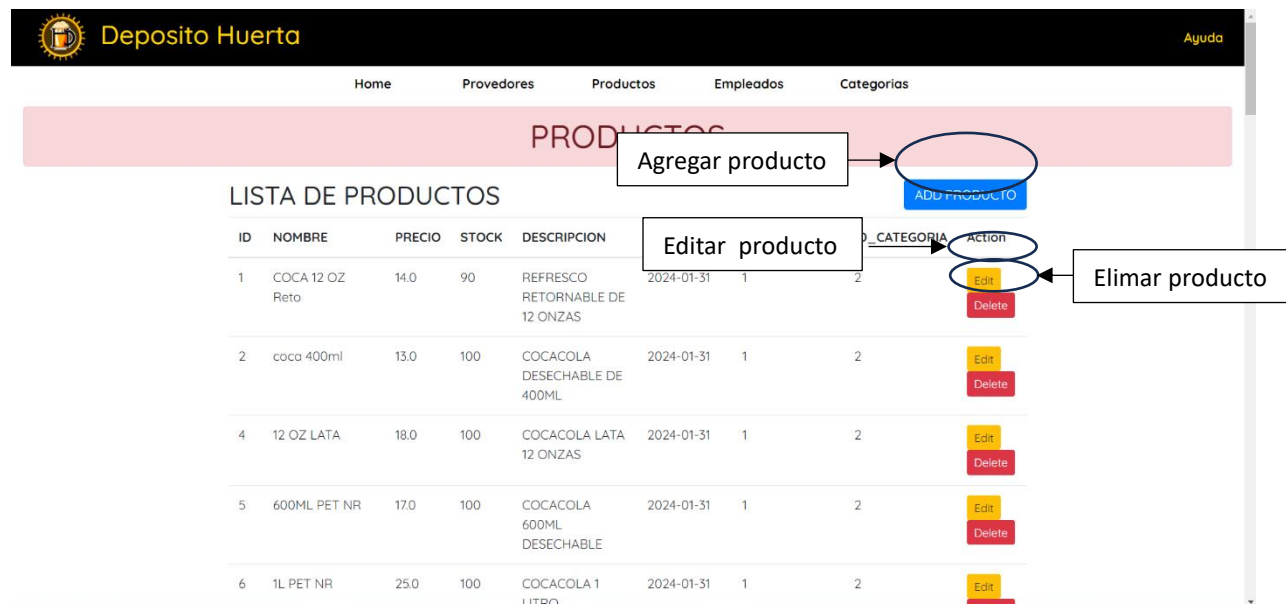 Deposito Huerta
Ayuda
Home Provedores Productos Empleados Categorias
PRODUCTOS
Agregar producto
LISTA DE PRODUCTOS
ADD PRODUCTO
ID NOMBRE PRECIO STOCK DESCRIPCION _CATEGORIA Action
Editar producto
Elimar producto
1 COCA 12 OZ 14.0 90 REFRESCO 2024-01-31 1 2 Edit
Reto RETORNABLE DE Delete
12 ONZAS
2 coca 400ml 13.0 100 COCACOLA 2024-01-31 1 2 Edit
DESECHABLE DE Delete
400ML
4 12 OZ LATA 18.0 100 COCACOLA LATA 2024-01-31 1 2 Edit
12 ONZAS Delete
5 600ML PET NR 17.0 100 COCACOLA 2024-01-31 1 2 Edit
600ML Delete
DESECHABLE
6 1L PET NR 25.0 100 COCACOLA 1 2024-01-31 1 2 Edit
LITRO